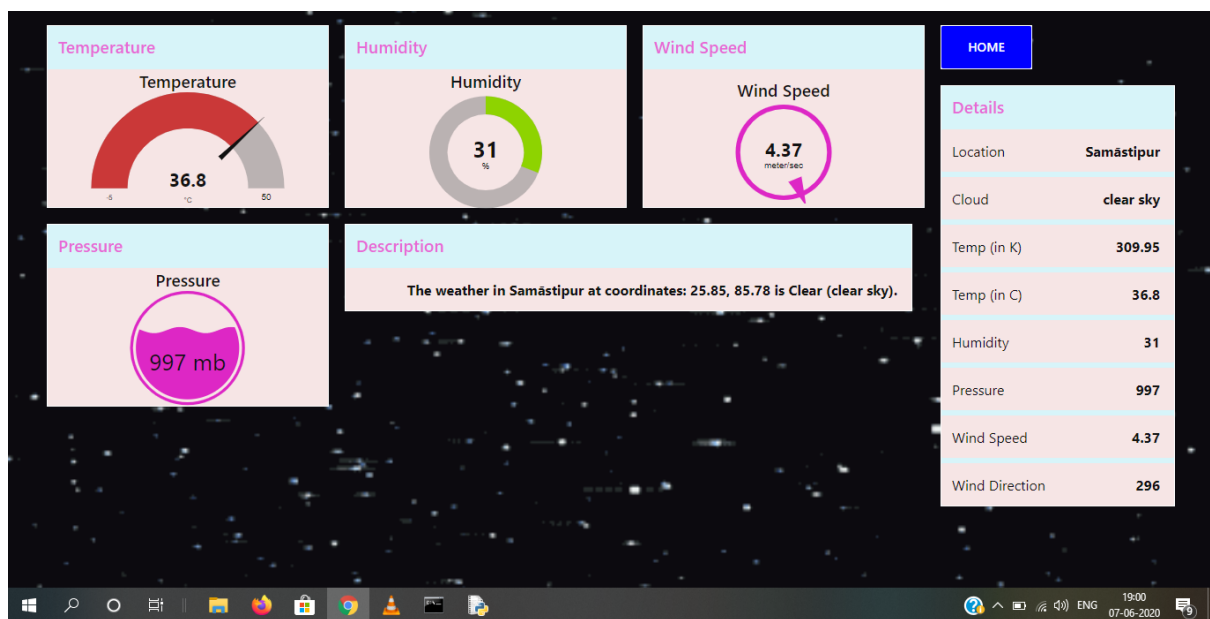 Temperature
Temperature
36.8
-5
°C
50
Humidity
Humidity
31
%
Wind Speed
Wind Speed
4.37
meter/sec
Pressure
Pressure
997 mb
Description
The weather in Samāstipur at coordinates: 25.85, 85.78 is Clear (clear sky).
HOME
Details
Location Samāstipur
Cloud clear sky
Temp (in K) 309.95
Temp (in C) 36.8
Humidity 31
Pressure 997
Wind Speed 4.37
Wind Direction 296
ENG
19:00
07-06-2020
9